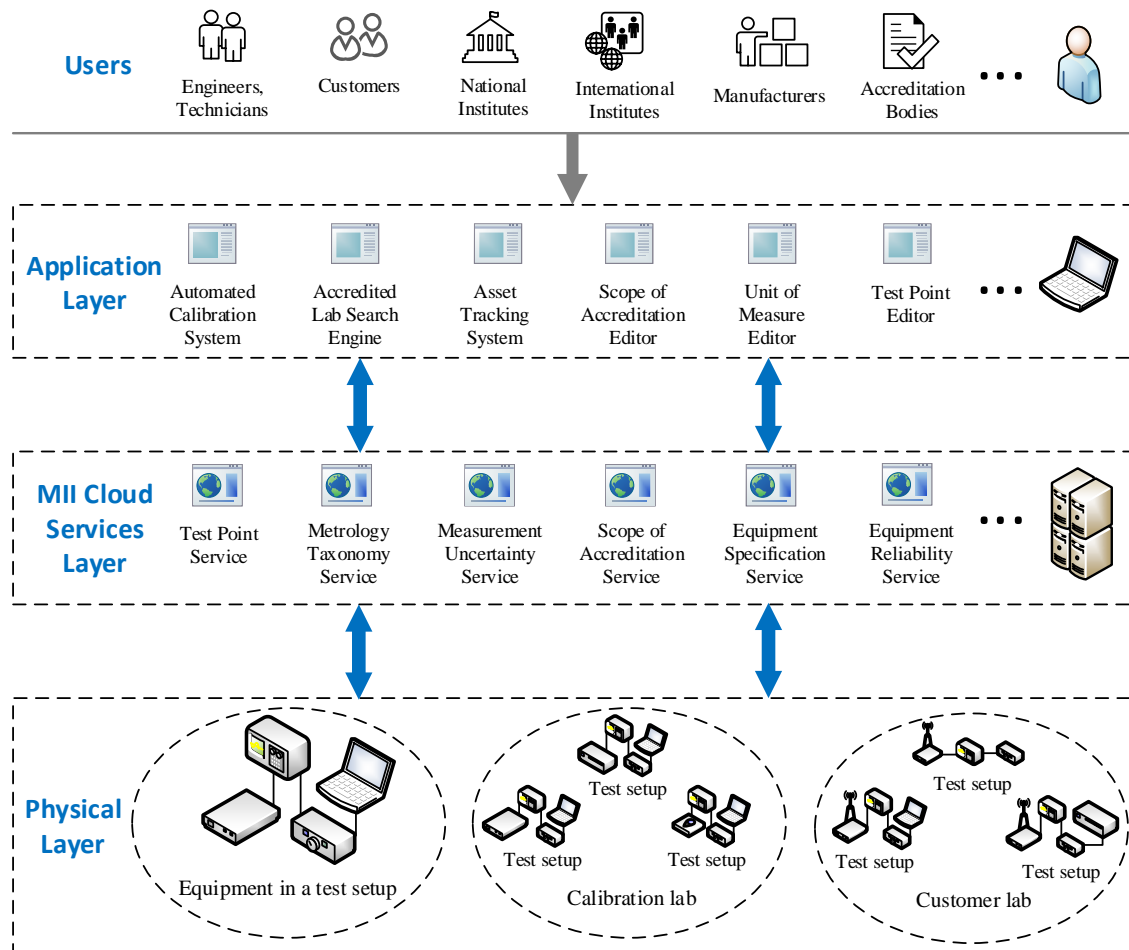 Users
Engineers,
Technicians
Customers
National
Institutes
International
Institutes
Manufacturers
Accreditation
Bodies
...
Application
Layer
Automated
Calibration
System
Accredited
Lab Search
Engine
Asset
Tracking
System
Scope of
Accreditation
Editor
Unit of
Measure
Editor
Test Point
Editor
...
MII Cloud
Services
Layer
Test Point
Service
Metrology
Taxonomy
Service
Measurement
Uncertainty
Service
Scope of
Accreditation
Service
Equipment
Specification
Service
Equipment
Reliability
Service
...
Physical
Layer
Equipment in a test setup
Test setup
Test setup
Test setup
Calibration lab
Test setup
Test setup
Test setup
Customer lab